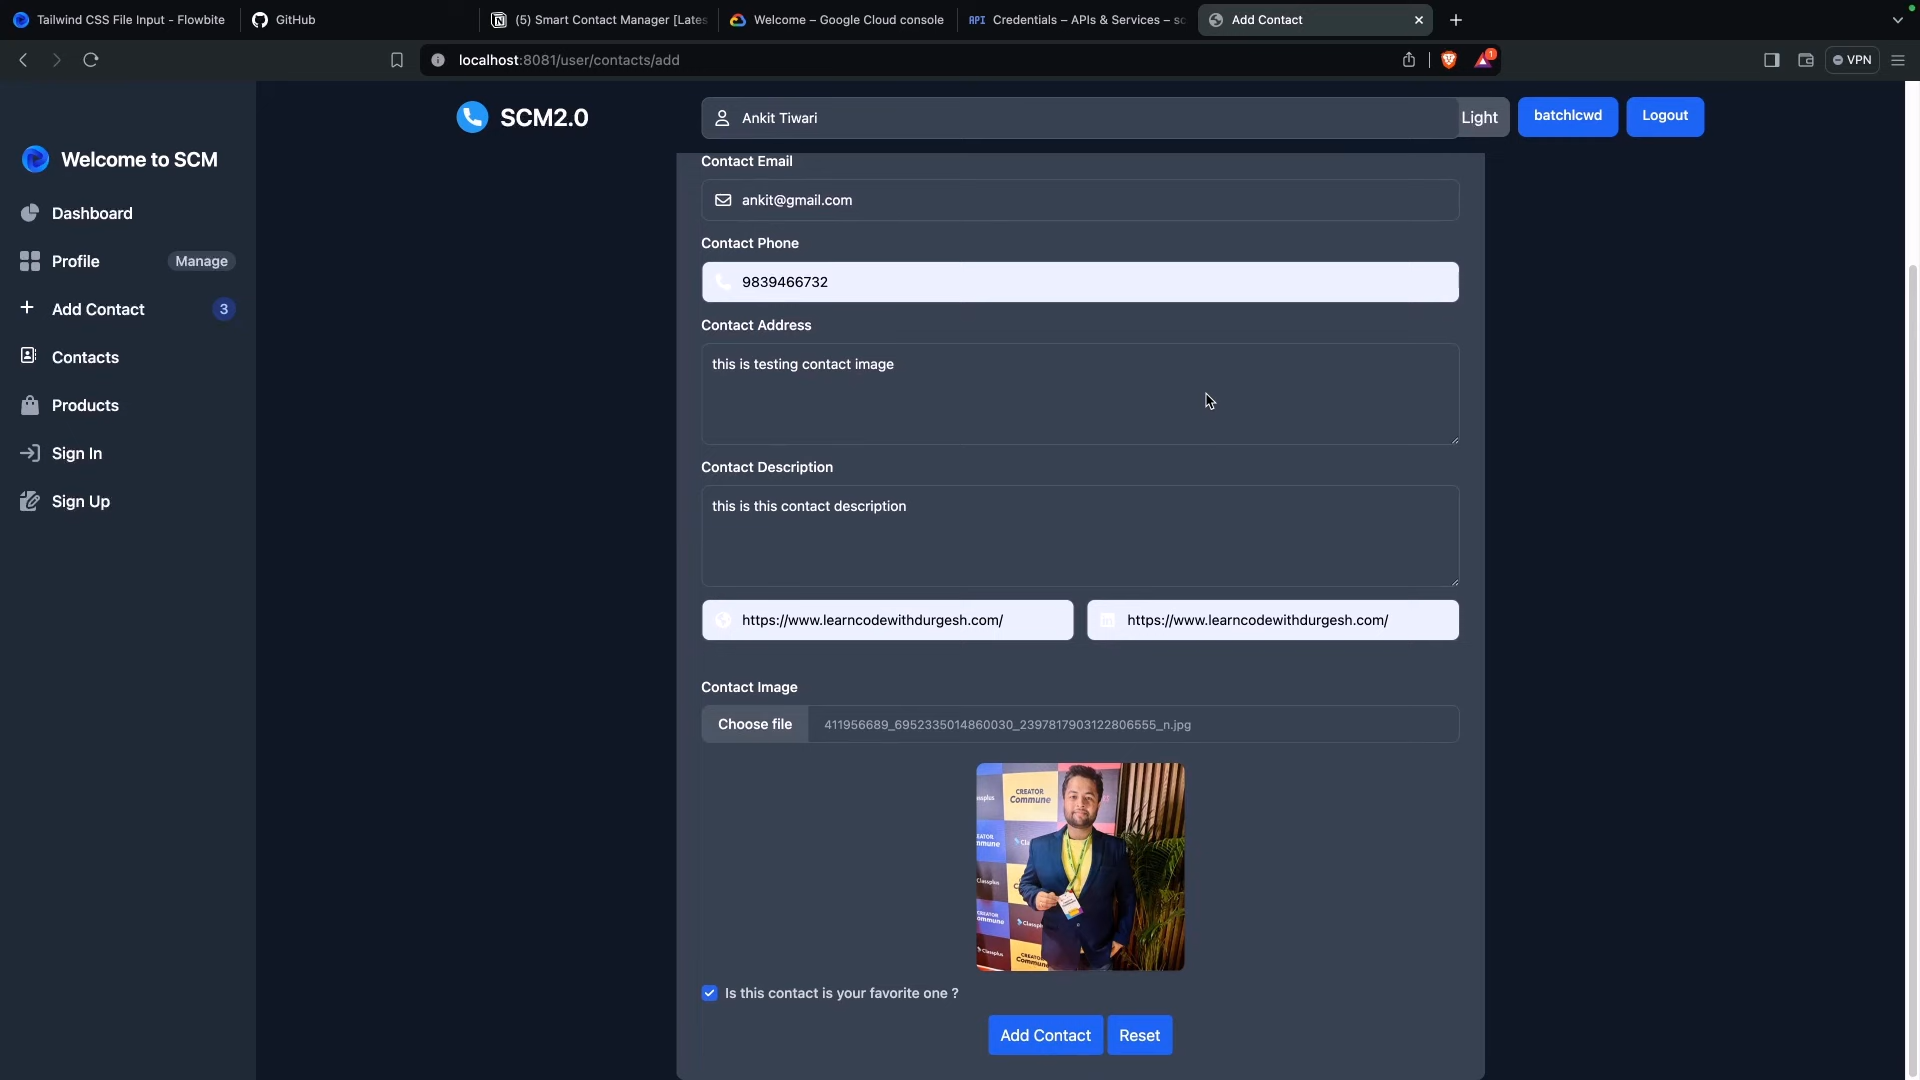 Tailwind CSS File Input - Flowbite
GitHub
(5) Smart Contact Manager [Lates
Welcome – Google Cloud console
API Credentials – APIs & Services – sc
Add Contact
localhost:8081/user/contacts/add
1
VPN
SCM2.0
Ankit Tiwari
Light
batchlcwd
Logout
Welcome to SCM
Dashboard
Profile
Manage
Add Contact
3
Contacts
Products
Sign In
Sign Up
Contact Email
ankit@gmail.com
Contact Phone
9839466732
Contact Address
this is testing contact image
Contact Description
this is this contact description
https://www.learncodewithdurgesh.com/
https://www.learncodewithdurgesh.com/
Contact Image
Choose file
411956689_6952335014860030_2397817903122806555_n.jpg
CREATOR
Commune
Classplus
Is this contact is your favorite one ?
Add Contact
Reset